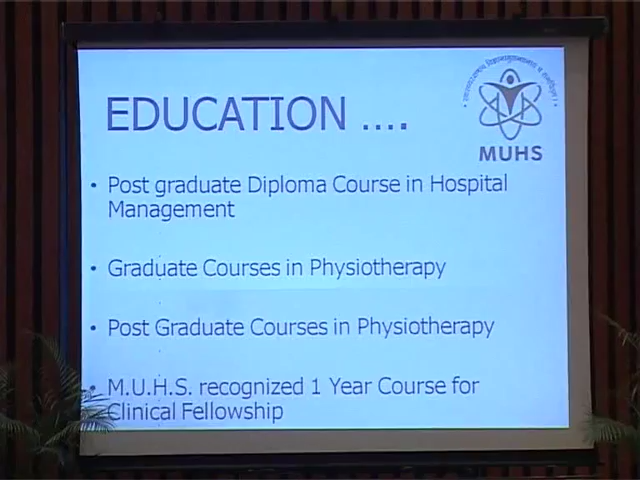 EDUCATION ....
MUHS
• Post graduate Diploma Course in Hospital
Management
• Graduate Courses in Physiotherapy
• Post Graduate Courses in Physiotherapy
• M.U.H.S. recognized 1 Year Course for
Clinical Fellowship